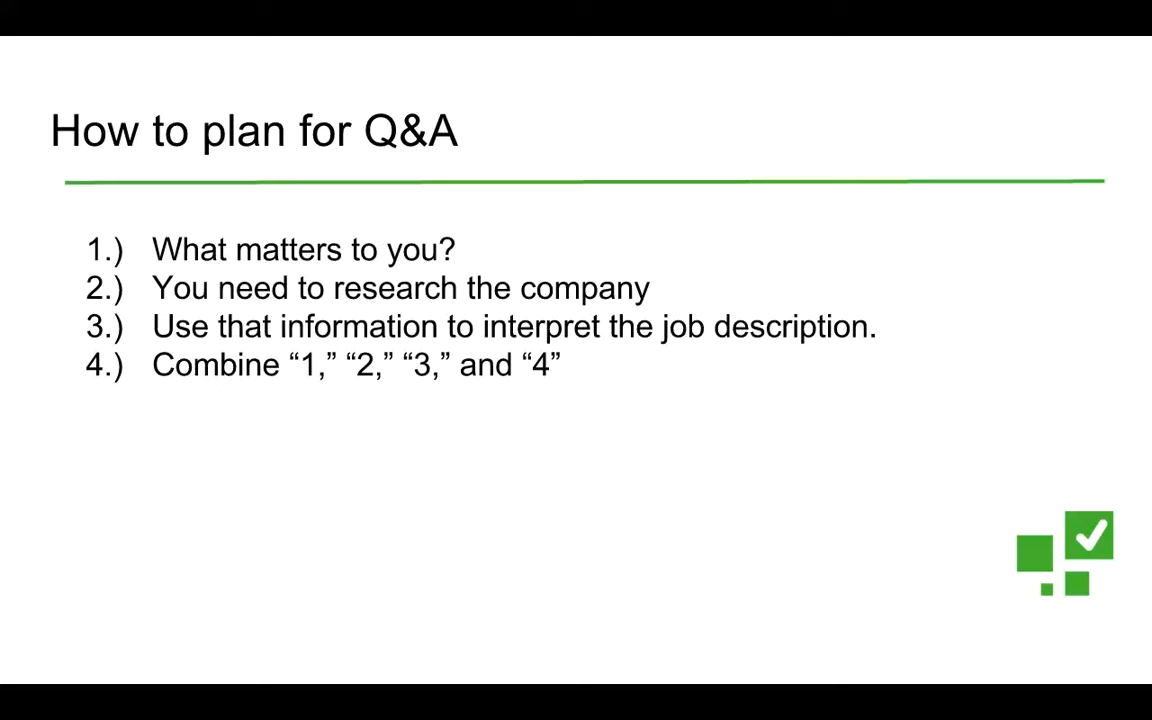 How to plan for Q&A
1.) What matters to you?
2.) You need to research the company
3.) Use that information to interpret the job description.
4.) Combine “1,” “2,” “3,” and “4”